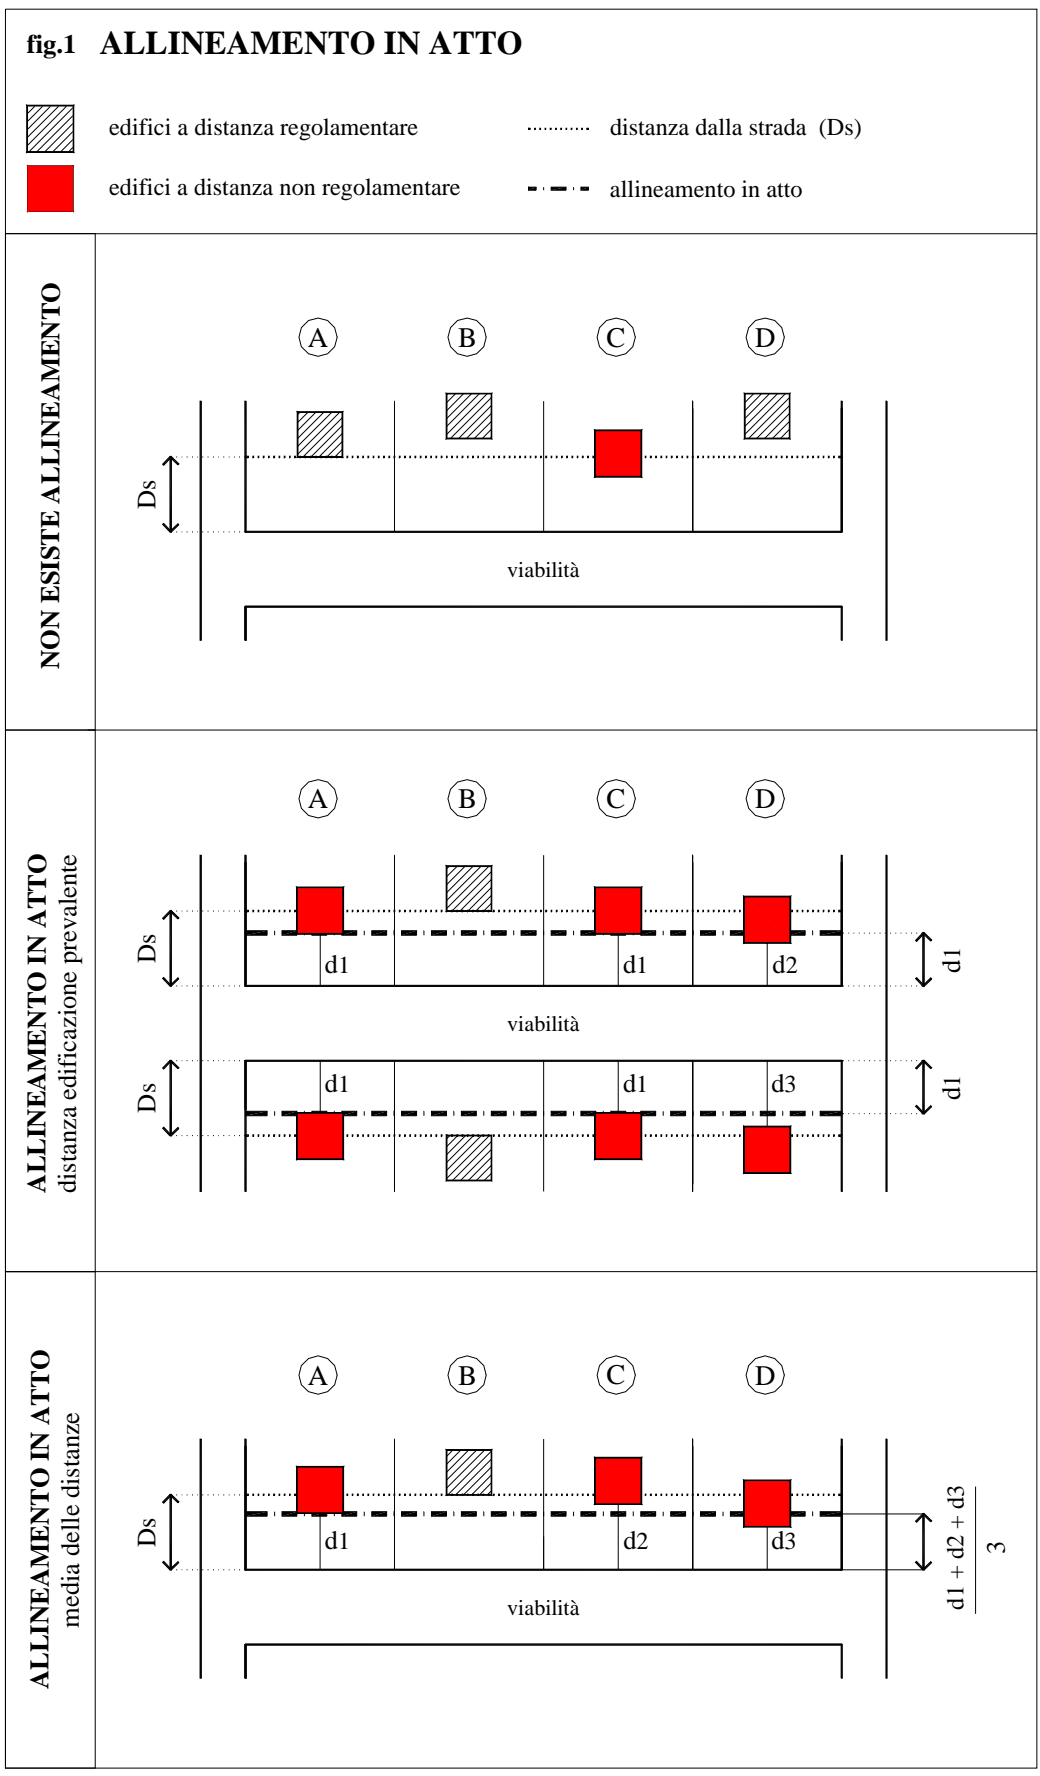 fig.1 ALLINEAMENTO IN ATTO
edifici a distanza regolamentare
distanza dalla strada (Ds)
edifici a distanza non regolamentare
allineamento in atto
NON ESISTE ALLINEAMENTO
A B C D
Ds
viabilità
ALLINEAMENTO IN ATTO
distanza edificazione prevalente
A B C D
Ds
d1 d1 d2
d1
viabilità
Ds
d1 d1 d3
d1
ALLINEAMENTO IN ATTO
media delle distanze
A B C D
Ds
d1 d2 d3
d1 + d2 + d3
3
viabilità